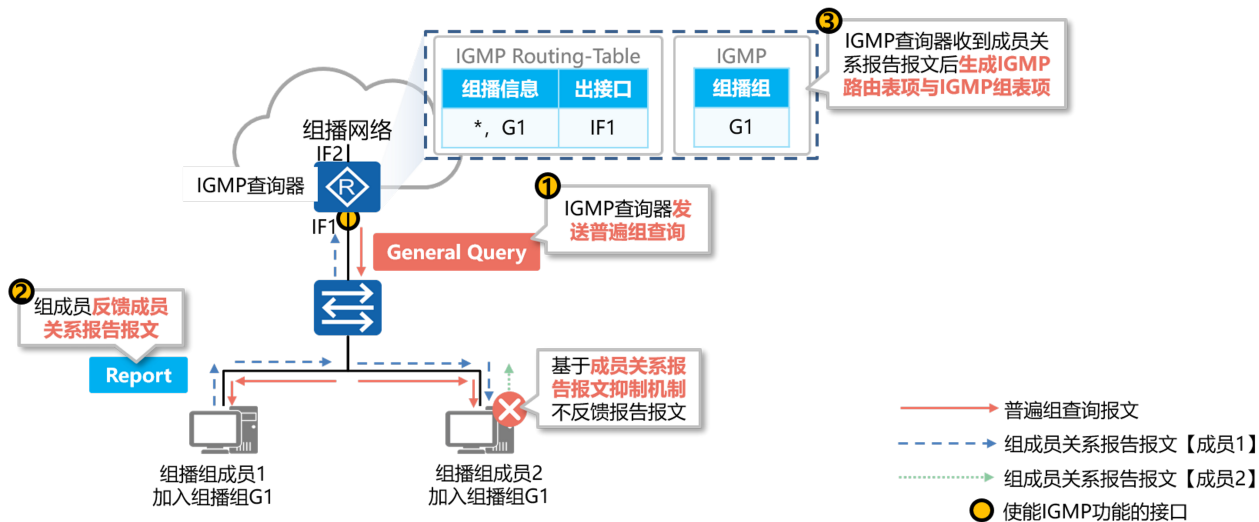 ③
IGMP查询器收到成员关
系报告报文后生成IGMP
路由表项与IGMP组表项
IGMP Routing-Table
组播信息
出接口
*，G1
IF1
IGMP
组播组
G1
组播网络
IF2
IGMP查询器
R
IF1
①
IGMP查询器发
送普遍组查询
General Query
②
组成员反馈成员
关系报告报文
Report
基于成员关系报
告报文抑制机制
不反馈报告报文
组播组成员1
加入组播组G1
组播组成员2
加入组播组G1
普遍组查询报文
组成员关系报告报文【成员1】
组成员关系报告报文【成员2】
使能IGMP功能的接口